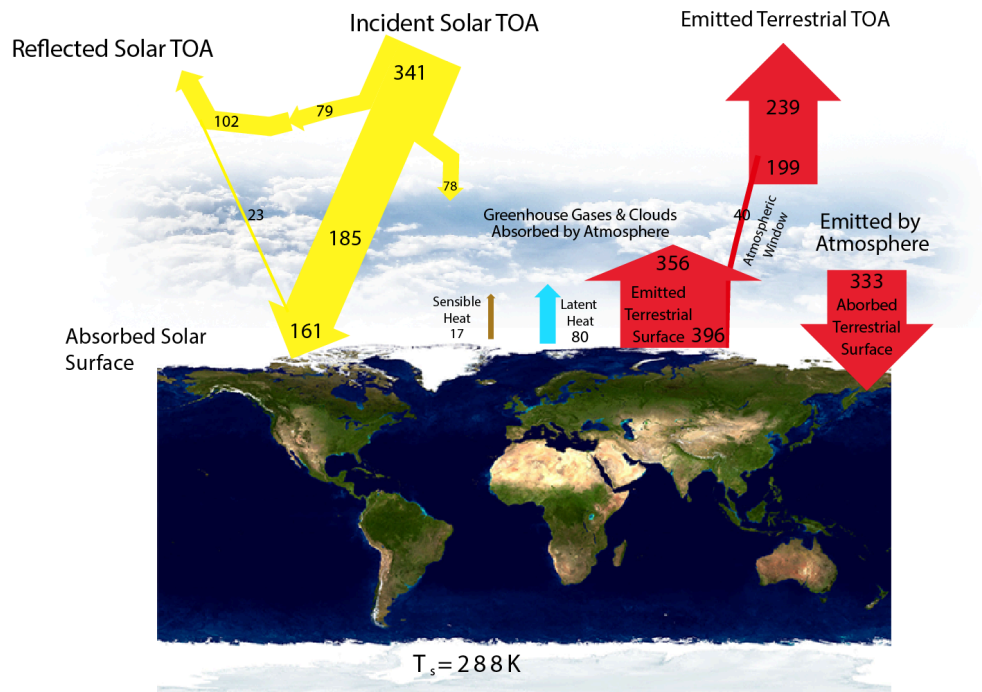 Incident Solar TOA
Emitted Terrestrial TOA
Reflected Solar TOA
341
79
102
239
199
78
23
185
40
Atmospheric
Window
Greenhouse Gases & Clouds
Absorbed by Atmosphere
Emitted by
Atmosphere
356
333
Emitted
Terrestrial
Surface 396
Aborbed
Terrestrial
Surface
Sensible
Heat
17
Latent
Heat
80
161
Absorbed Solar
Surface
Ts=288K